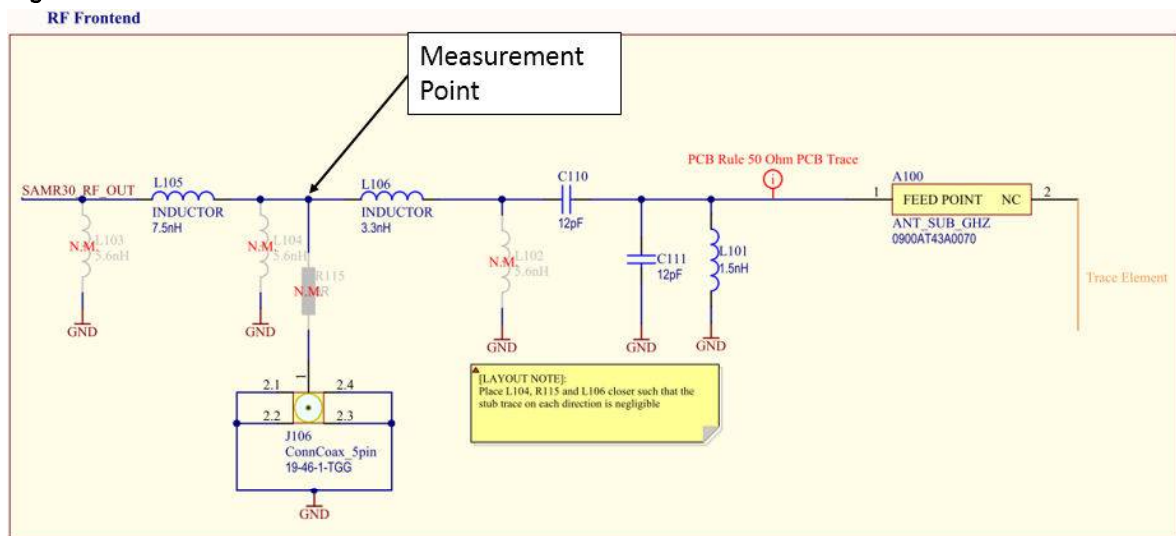 RF Frontend
Measurement
Point
PCB Rule 50 Ohm PCB Trace
i
SAMR30_RF_OUT
L105
INDUCTOR
7.5nH
L106
INDUCTOR
3.3nH
C110
12pF
A100
1
FEED POINT NC
2
ANT_SUB_GHZ
0900AT43A0070
N.M.
L103
5.6nH
N.M.
L104
5.6nH
N.M.
R115
N.M.
L102
5.6nH
C111
12pF
L101
1.5nH
Trace Element
GND
GND
GND
GND
GND
[LAYOUT NOTE]:
Place L104, R115 and L106 closer such that the
stub trace on each direction is negligible
1
2.1
2.4
2.2
2.3
J106
ConnCoax_5pin
19-46-1-TGG
GND